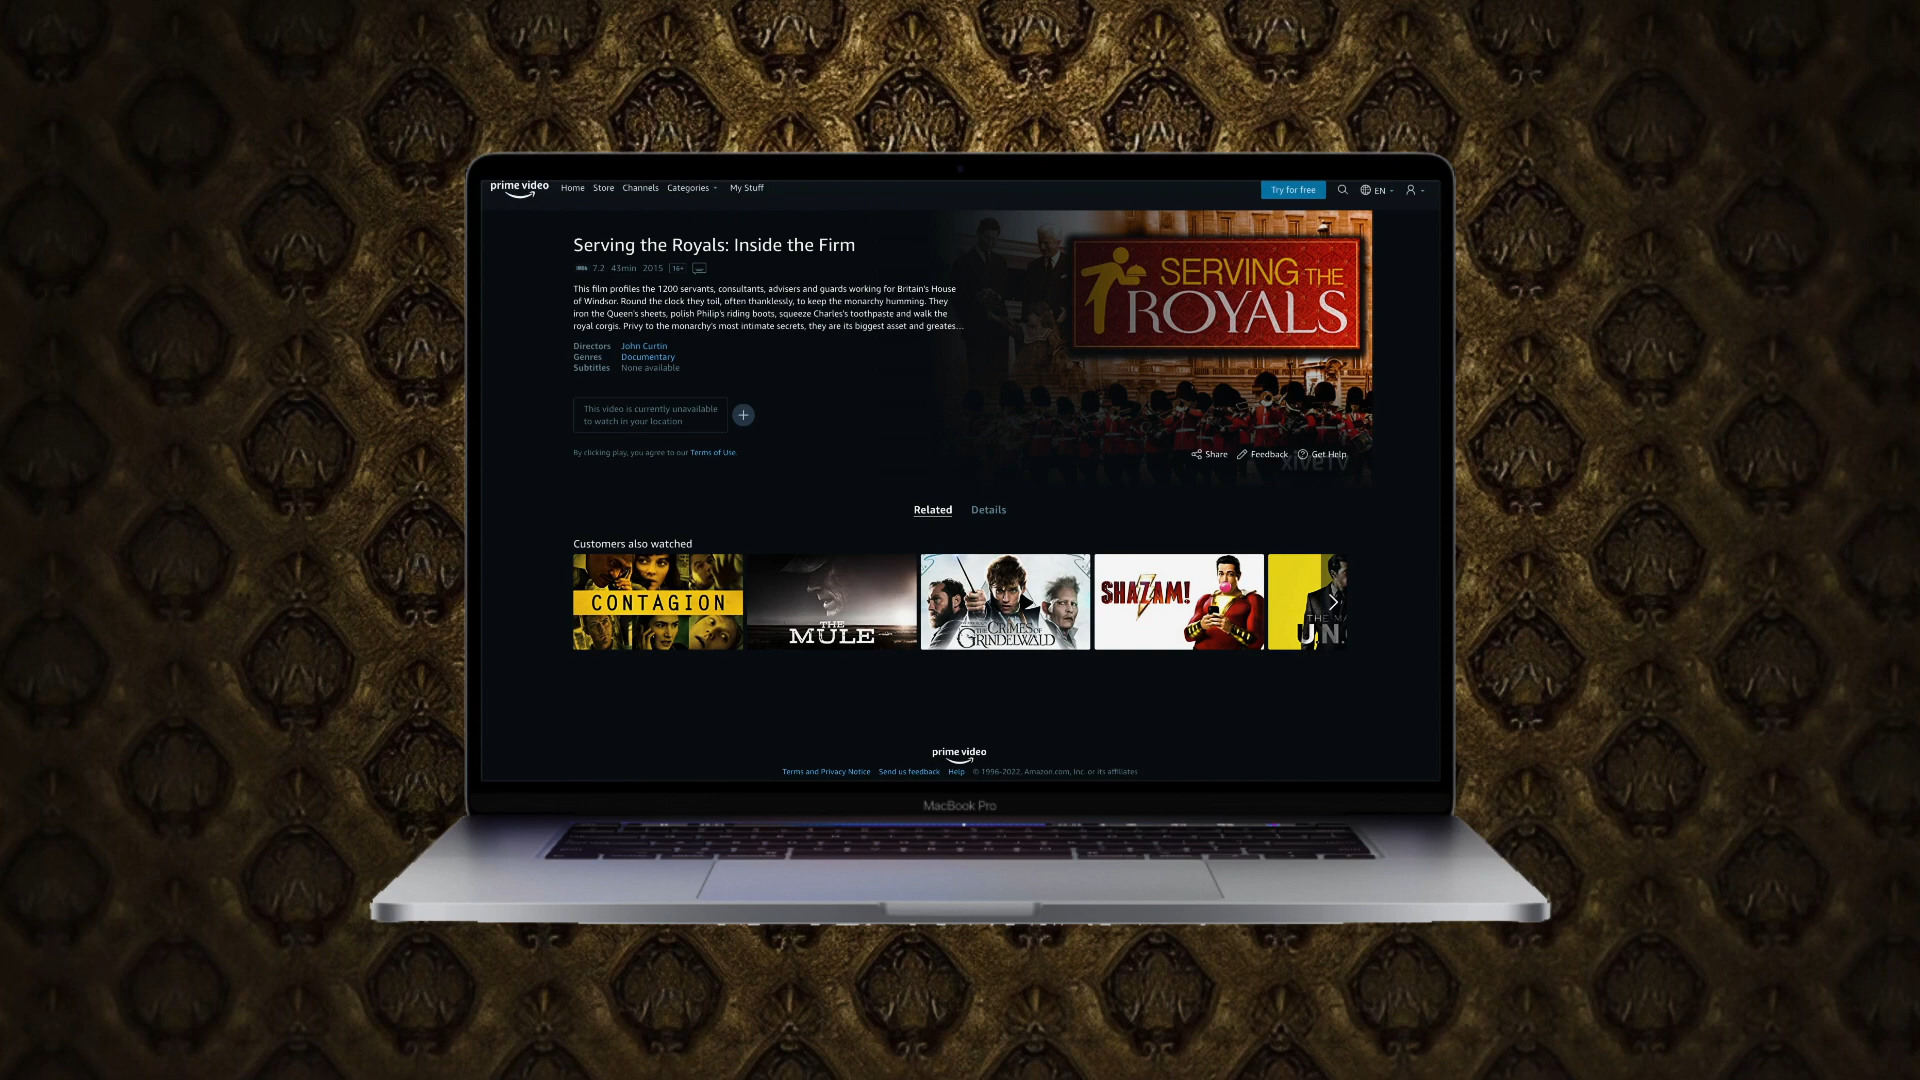 prime video
Home Store Channels Categories My Stuff
Try for free
EN
Serving the Royals: Inside the Firm
IMDb 7.2 43min 2015 16+
This film profiles the 1200 servants, consultants, advisers and guards working for Britain's House
of Windsor. Round the clock they toil, often thanklessly, to keep the monarchy humming. They
iron the Queen's sheets, polish Philip's riding boots, squeeze Charles's toothpaste and walk the
royal corgis. Privy to the monarchy's most intimate secrets, they are its biggest asset and greates...
Directors John Curtin
Genres Documentary
Subtitles None available
This video is currently unavailable
to watch in your location
By clicking play, you agree to our Terms of Use.
SERVING THE
ROYALS
Share Feedback Get Help
xiveTV
Related Details
Customers also watched
CONTAGION
THE
MULE
THE CRIMES OF
GRINDELWALD
SHAZAM!
THE MA
U.N.
prime video
Terms and Privacy Notice Send us feedback Help © 1996-2022, Amazon.com, Inc. or its affiliates
MacBook Pro